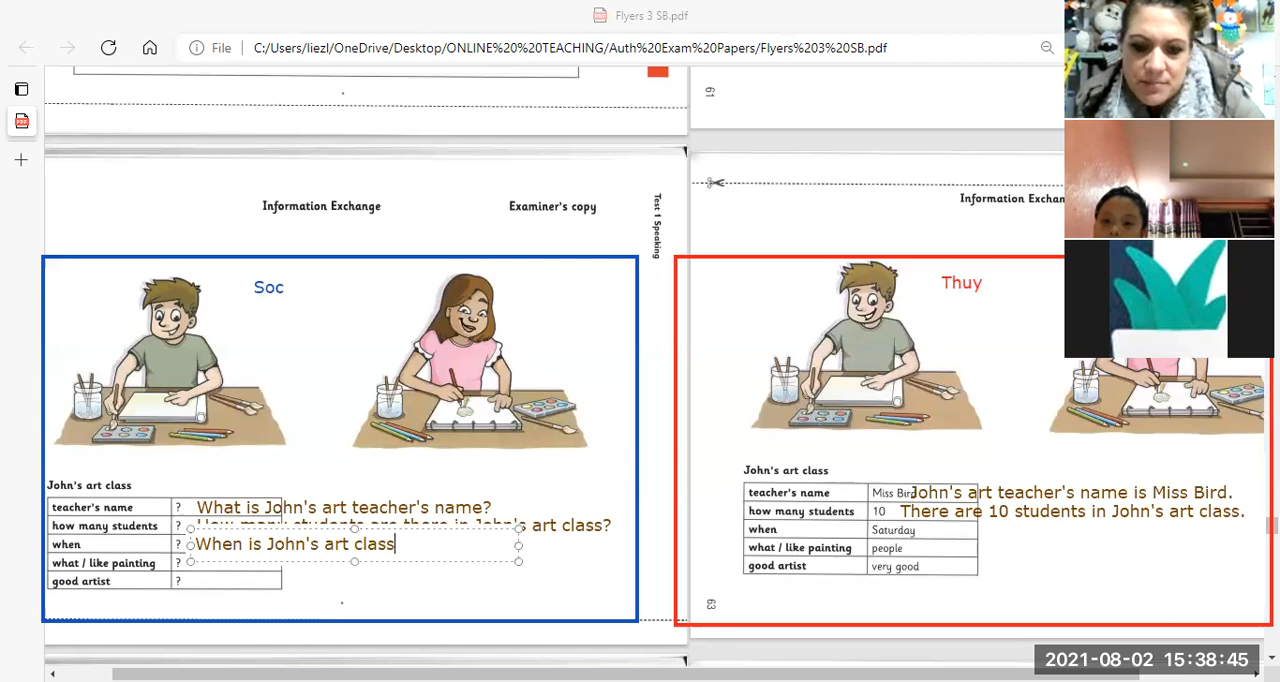 Flyers 3 SB.pdf
File | C:/Users/liezl/OneDrive/Desktop/ONLINE%20%20TEACHING/Auth%20Exam%20Papers/Flyers%203%20SB.pdf
61
Information Exchange
Examiner's copy
Test 1 Speaking
Information Exchan
Soc
Thuy
John's art class
teacher's name ? What is John's art teacher's name?
how many students ? How many students are there in John's art class?
when ? When is John's art class
what / like painting ?
good artist ?
John's art class
teacher's name Miss Bird John's art teacher's name is Miss Bird.
how many students 10 There are 10 students in John's art class.
when Saturday
what / like painting people
good artist very good
63
2021-08-02 15:38:45